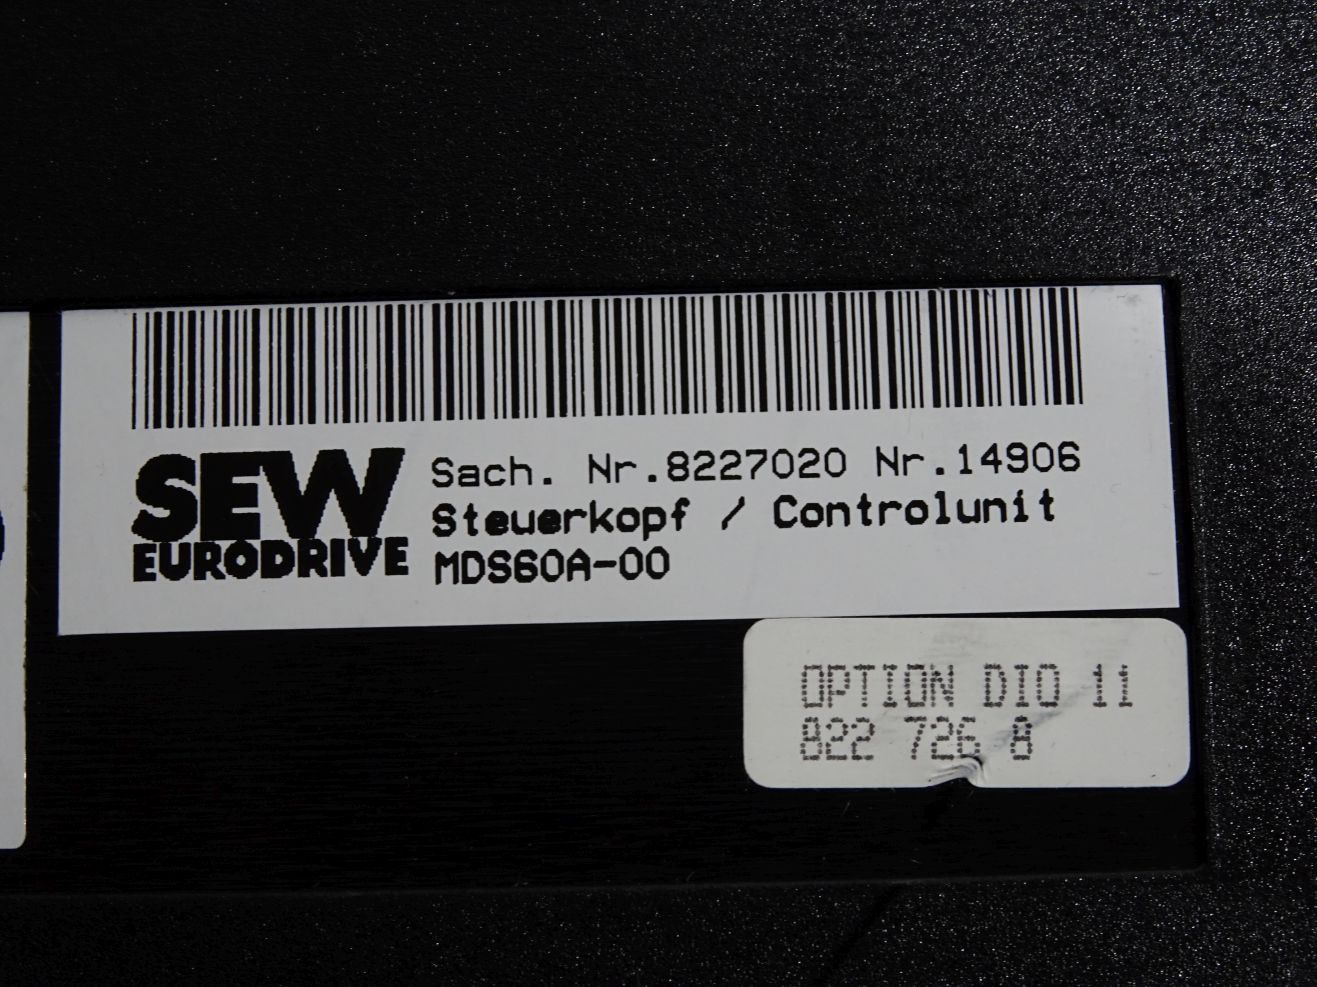 SEW
EURODRIVE
Sach. Nr.8227020 Nr.14906
Steuerkopf / Controlunit
MDS60A-00
OPTION DIO 11
822 726 8